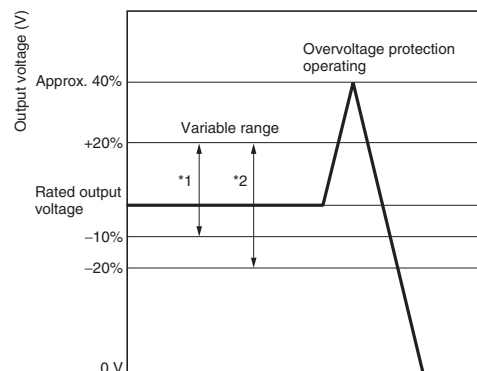 Output voltage (V)
Overvoltage protection
operating
Approx. 40%
+20%
Variable range
*1
*2
Rated output
voltage
−10%
−20%
0 V